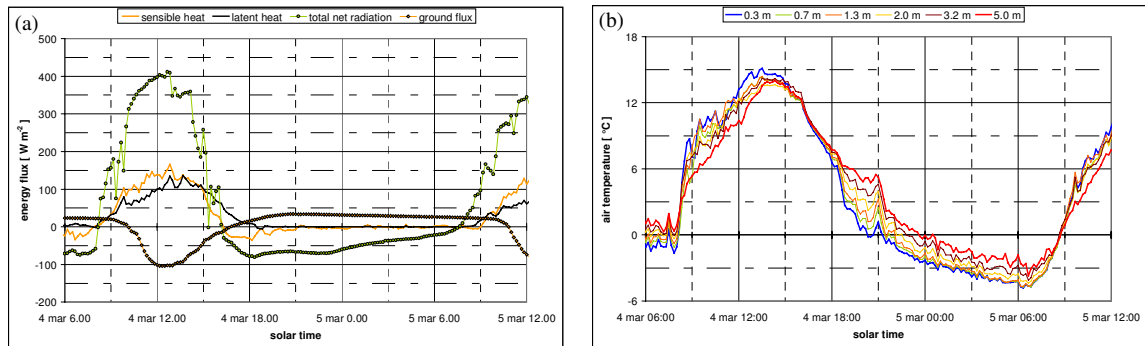 (a)
sensible heat latent heat total net radiation ground flux
500
400
300
200
100
0
-100
-200
energy flux [ W m-2]
4 mar 6.00 4 mar 12.00 4 mar 18.00 5 mar 0.00 5 mar 6.00 5 mar 12.00
solar time
(b)
0.3 m 0.7 m 1.3 m 2.0 m 3.2 m 5.0 m
18
12
6
0
-6
air temperature [ °C]
4 mar 06:00 4 mar 12:00 4 mar 18:00 5 mar 00:00 5 mar 06:00 5 mar 12:00
solar time